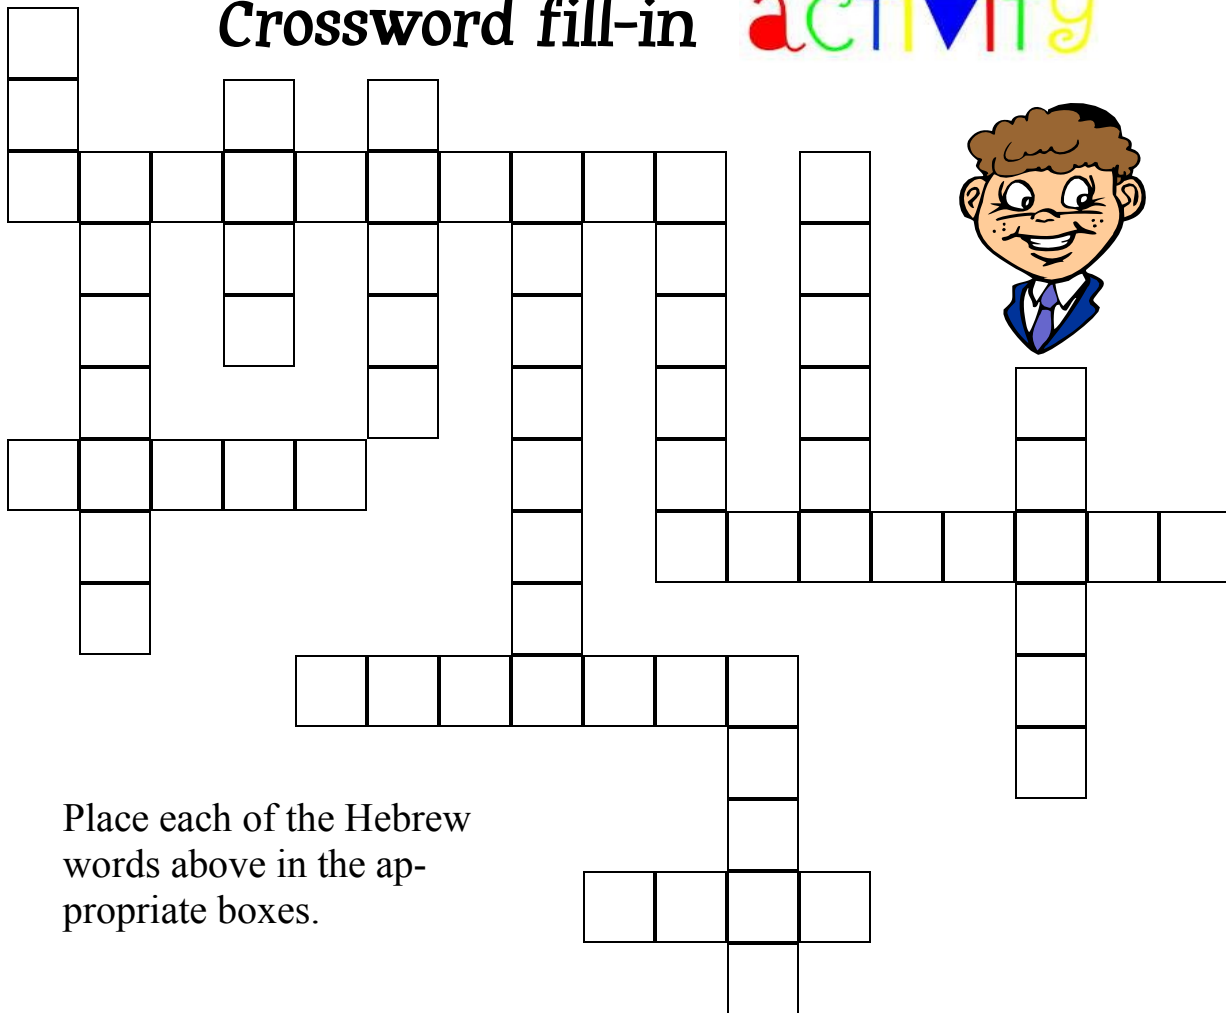 Crossword fill-in activity
Place each of the Hebrew
words above in the ap-
propriate boxes.